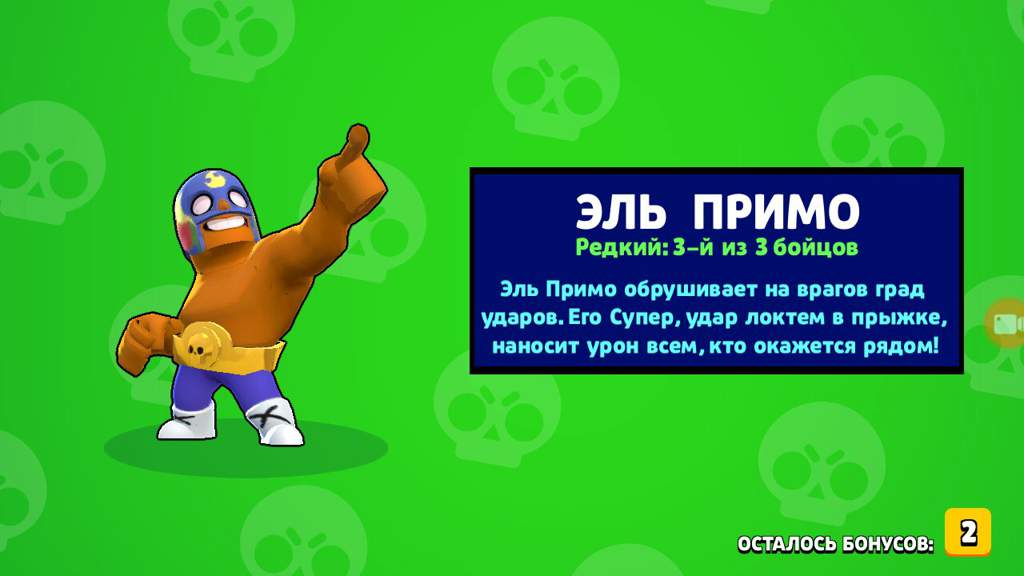 ЭЛЬ ПРИМО
Редкий: 3-й из 3 бойцов
Эль Примо обрушивает на врагов град
ударов. Его Супер, удар локтем в прыжке,
наносит урон всем, кто окажется рядом!
ОСТАЛОСЬ БОНУСОВ: 2